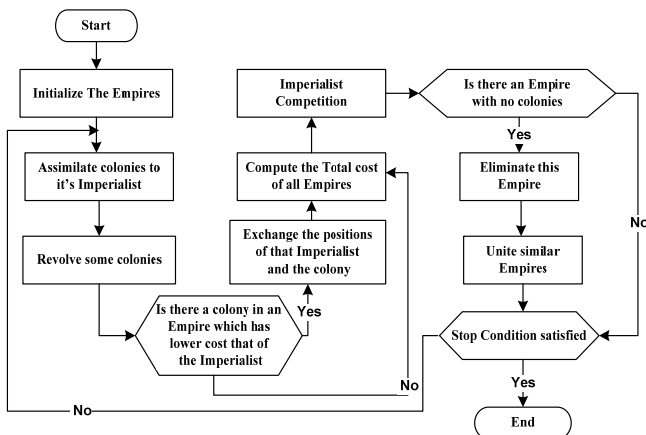 Start
Initialize The Empires
Assimilate colonies to
it's Imperialist
Revolve some colonies
Is there a colony in an
Empire which has
lower cost that of
the Imperialist
Yes
No
Exchange the positions
of that Imperialist
and the colony
Compute the Total cost
of all Empires
Imperialist
Competition
Is there an Empire
with no colonies
Yes
No
Eliminate this
Empire
Unite similar
Empires
Stop Condition satisfied
No
Yes
End